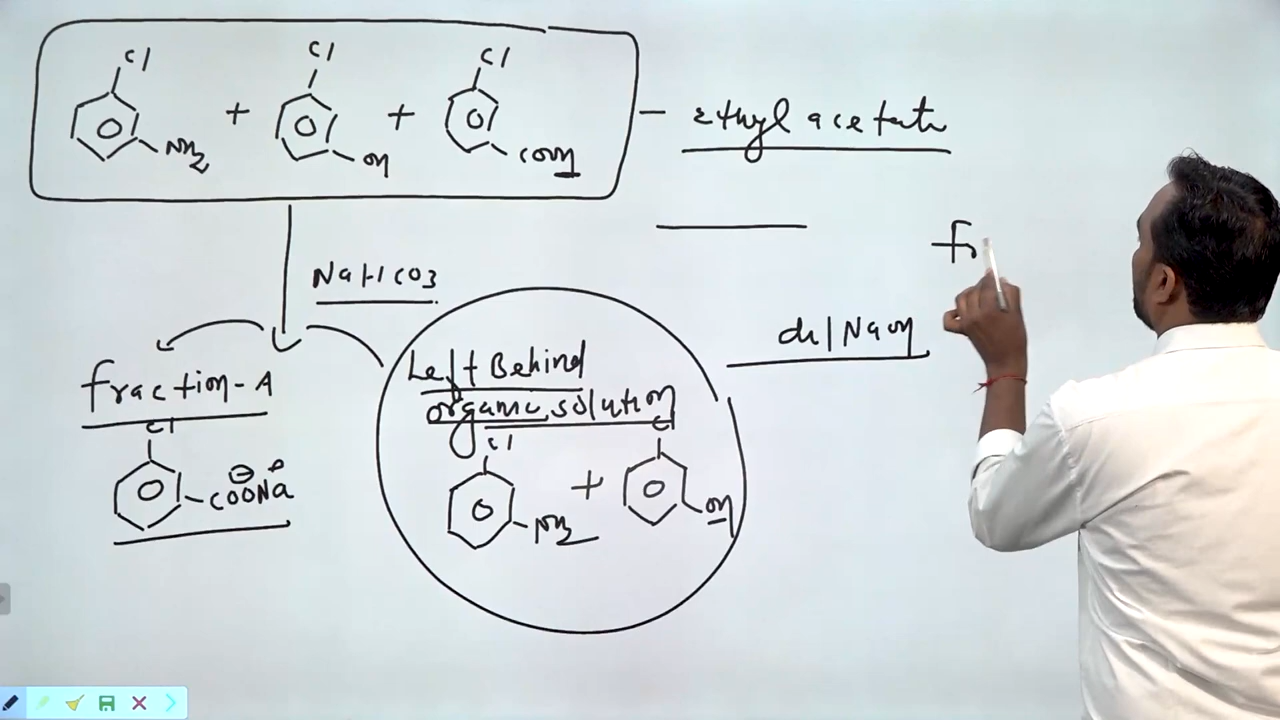 Cl Cl Cl
+ + — Ethyl acetate
NH2 OH COOH
fr
NaHCO3
dil NaOH
Left Behind
fraction-A
organic solution
Cl Cl Cl
+
COONa
NH2 OH